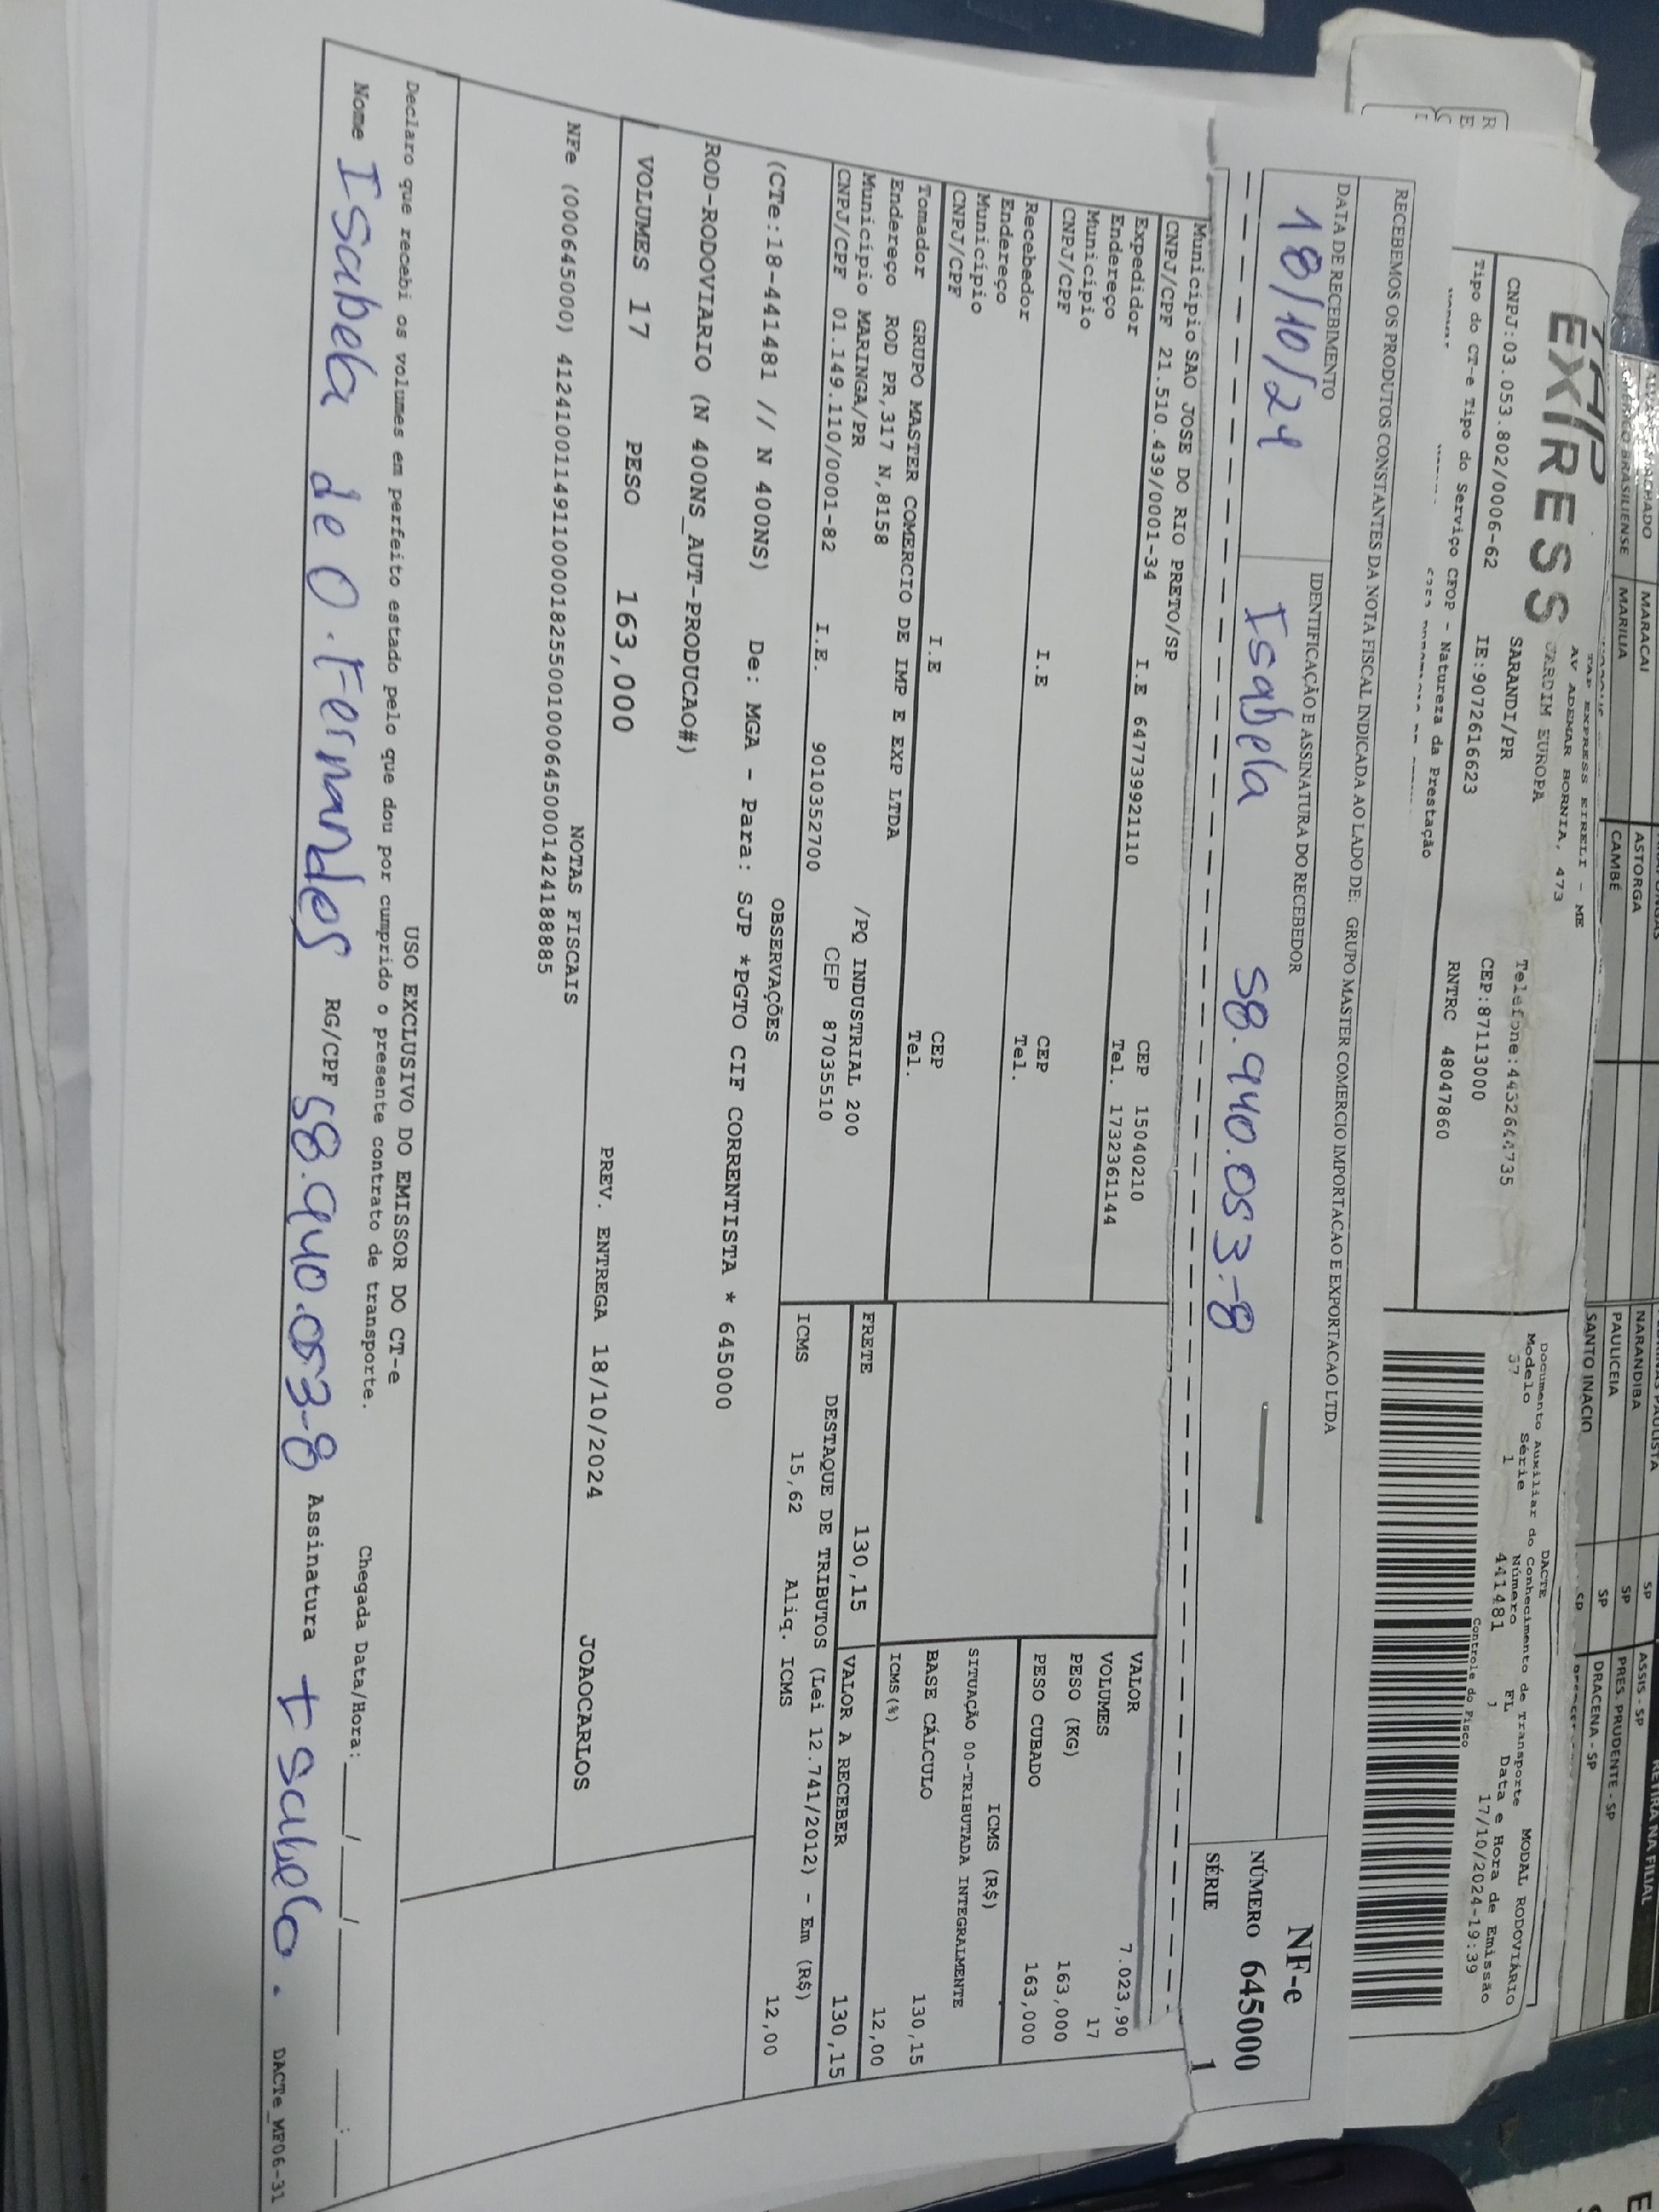 MARACAI
ASTORGA
NARANDIBA
SP
ASSIS - SP
RETIRA NA FILIAL
BRASILIENSE
MARILIA
CAMBÉ
PAULICEIA
SP
PRES. PRUDENTE - SP
SANTO INACIO
SP
DRACENA - SP
SP
EXPRESS
TAP EXPRESS EIRELI - ME
AV ADEMAR BORNIA, 473
JARDIM EUROPA
SARANDI/PR
Telefone:4432644735
CNPJ:03.053.802/0006-62
IE:9072616623
CEP:87113000
Tipo do CT-e Tipo do Serviço CFOP - Natureza da Prestação
RNTRC 48047860
DACTE
Documento Auxiliar do Conhecimento de Transporte
MODAL RODOVIÁRIO
Modelo Série Número FL Data e Hora de Emissão
57 1 441481 1 17/10/2024-19:39
Controle do Fisco
RECEBEMOS OS PRODUTOS CONSTANTES DA NOTA FISCAL INDICADA AO LADO DE: GRUPO MASTER COMERCIO IMPORTACAO E EXPORTACAO LTDA
DATA DE RECEBIMENTO
IDENTIFICAÇÃO E ASSINATURA DO RECEBEDOR
18/10/24
Isabela 58.940.053-8
NF-e
NÚMERO 645000
SÉRIE 1
Município SAO JOSE DO RIO PRETO/SP
CNPJ/CPF 21.510.439/0001-34 I.E 647739921110
CEP 15040210
Tel. 1732361144
Expedidor
Endereço
Município
CNPJ/CPF
I.E
CEP
Tel.
Recebedor
Endereço
Município
CNPJ/CPF
I.E
CEP
Tel.
VALOR 7.023,90
VOLUMES 17
PESO (KG) 163,000
PESO CUBADO 163,000
ICMS (R$)
SITUAÇÃO 00-TRIBUTADA INTEGRALMENTE
BASE CÁLCULO 130,15
ICMS(%) 12,00
Tomador GRUPO MASTER COMERCIO DE IMP E EXP LTDA
Endereço ROD PR,317 N,8158 /PQ INDUSTRIAL 200
Município MARINGA/PR CEP 87035510
CNPJ/CPF 01.149.110/0001-82 I.E. 9010352700
FRETE 130,15
VALOR A RECEBER 130,15
DESTAQUE DE TRIBUTOS (Lei 12.741/2012) - Em (R$)
ICMS 15,62 Aliq. ICMS 12,00
OBSERVAÇÕES
(CTe:18-441481 // N 400NS) De: MGA - Para: SJP *PGTO CIF CORRENTISTA * 645000
ROD-RODOVIARIO (N 400NS_AUT-PRODUCAO#)
VOLUMES 17 PESO 163,000
PREV. ENTREGA 18/10/2024
JOAOCARLOS
NOTAS FISCAIS
NFe (000645000) 41241001149110000182550010006450001424188885
USO EXCLUSIVO DO EMISSOR DO CT-e
Declaro que recebi os volumes em perfeito estado pelo que dou por cumprido o presente contrato de transporte.
Chegada Data/Hora:____/____/____ ___:___
Nome Isabela de O. Fernandes RG/CPF 58.940.053-8 Assinatura Isabela.
DACTe_MF06-31